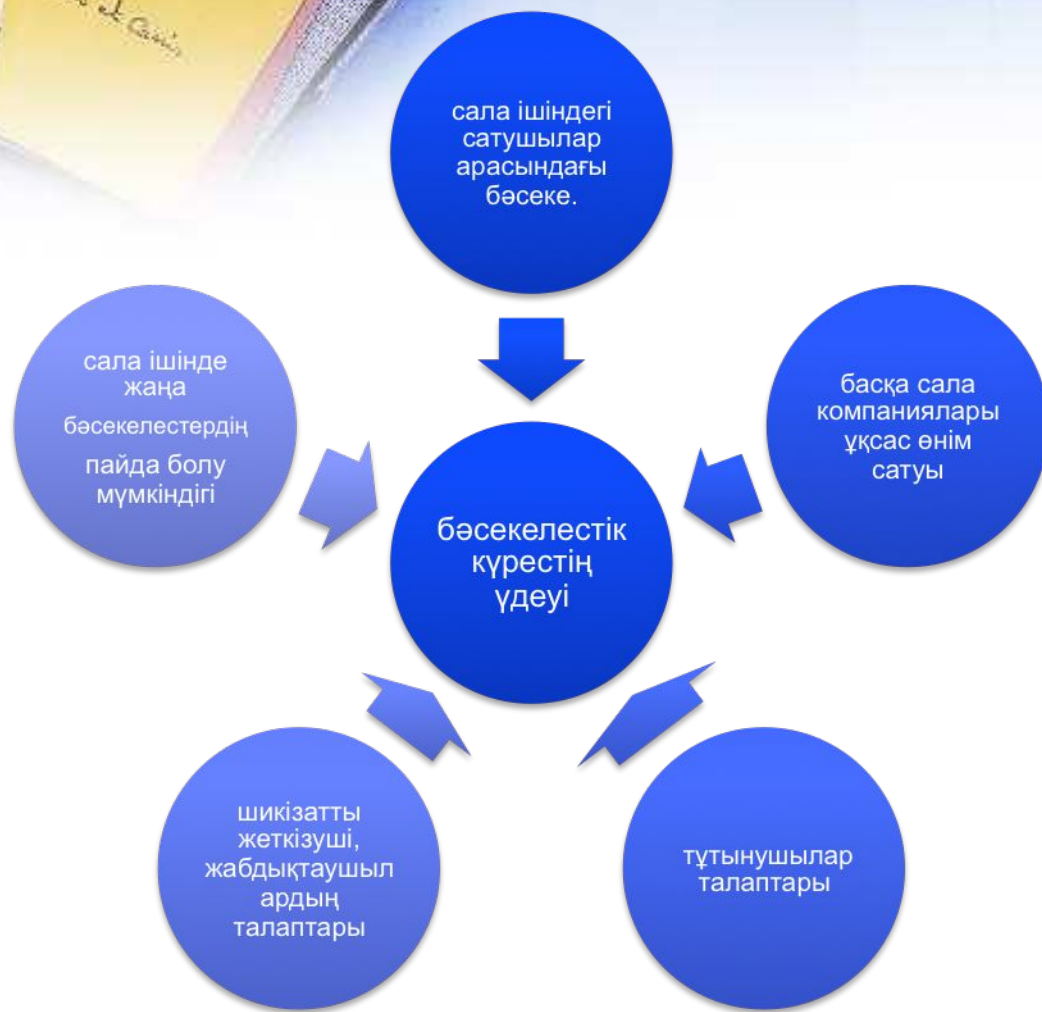 сала ішіндегі
сатушылар
арасындағы
бәсеке.
сала ішінде
жаңа
бәсекелестердің
пайда болу
мүмкіндігі
басқа сала
компаниялары
ұқсас өнім
сатуы
бәсекелестік
күрестің
үдеуі
шикізатты
жеткізуші,
жабдықтаушыл
ардың
талаптары
тұтынушылар
талаптары